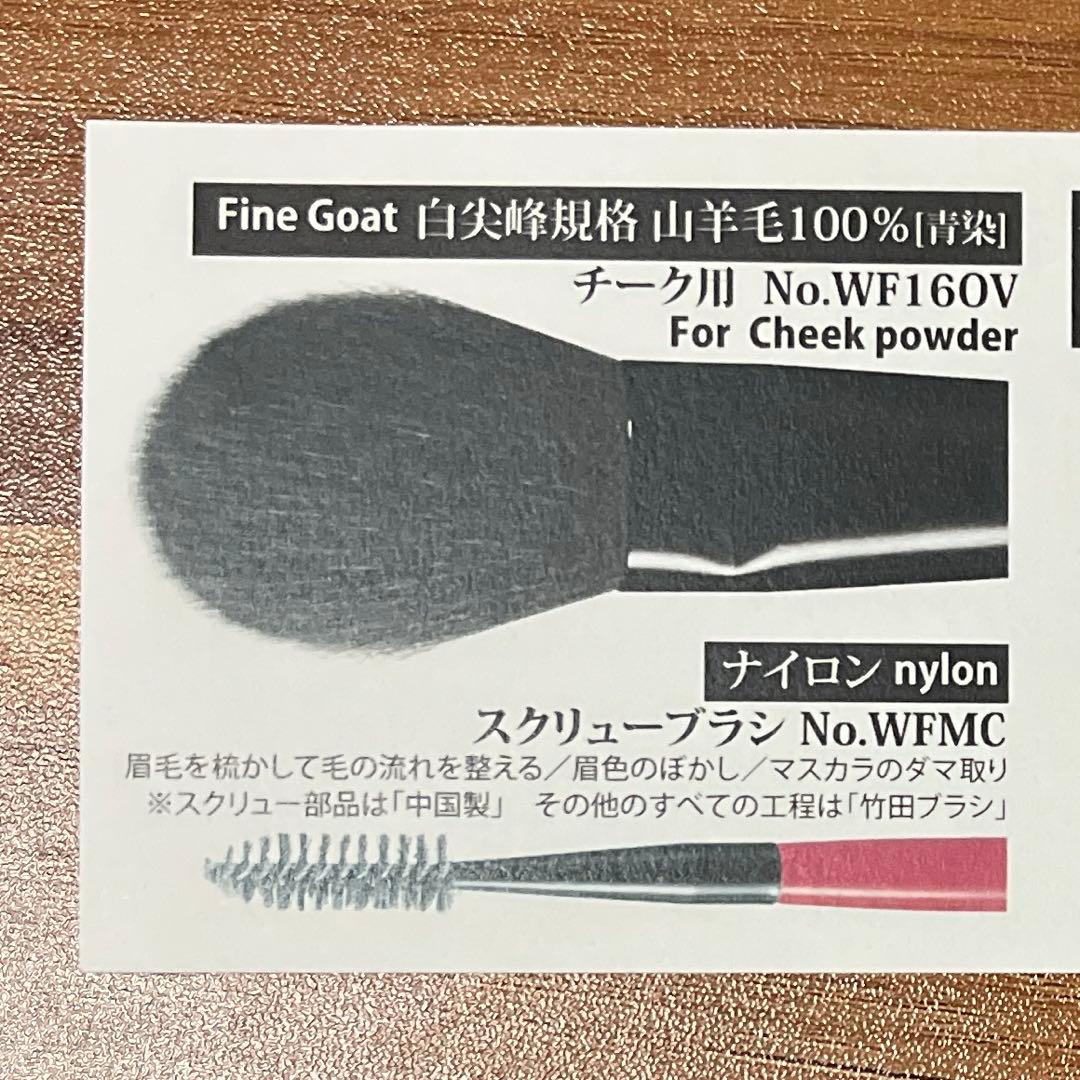 Fine Goat 白尖峰規格 山羊毛100%[青染]
チーク用 No.WF16OV
For Cheek powder
ナイロン nylon
スクリューブラシ No.WFMC
眉毛を梳かして毛の流れを整える／眉色のぼかし／マスカラのダマ取り
※スクリュー部品は「中国製」 その他のすべての工程は「竹田ブラシ」